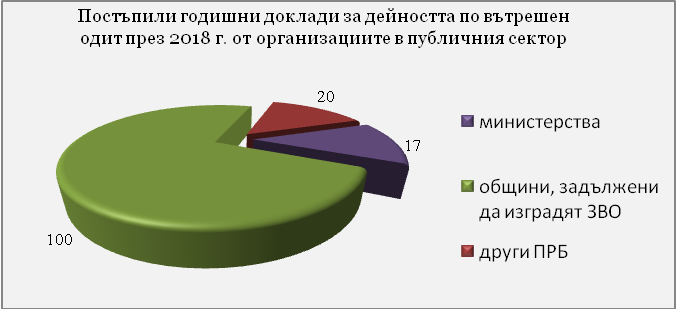 Постъпили годишни доклади за дейността по вътрешен
одит през 2018 г. от организациите в публичния сектор
20
17
100
министерства
общини, задължени
да изградят ЗВО
други ПРБ